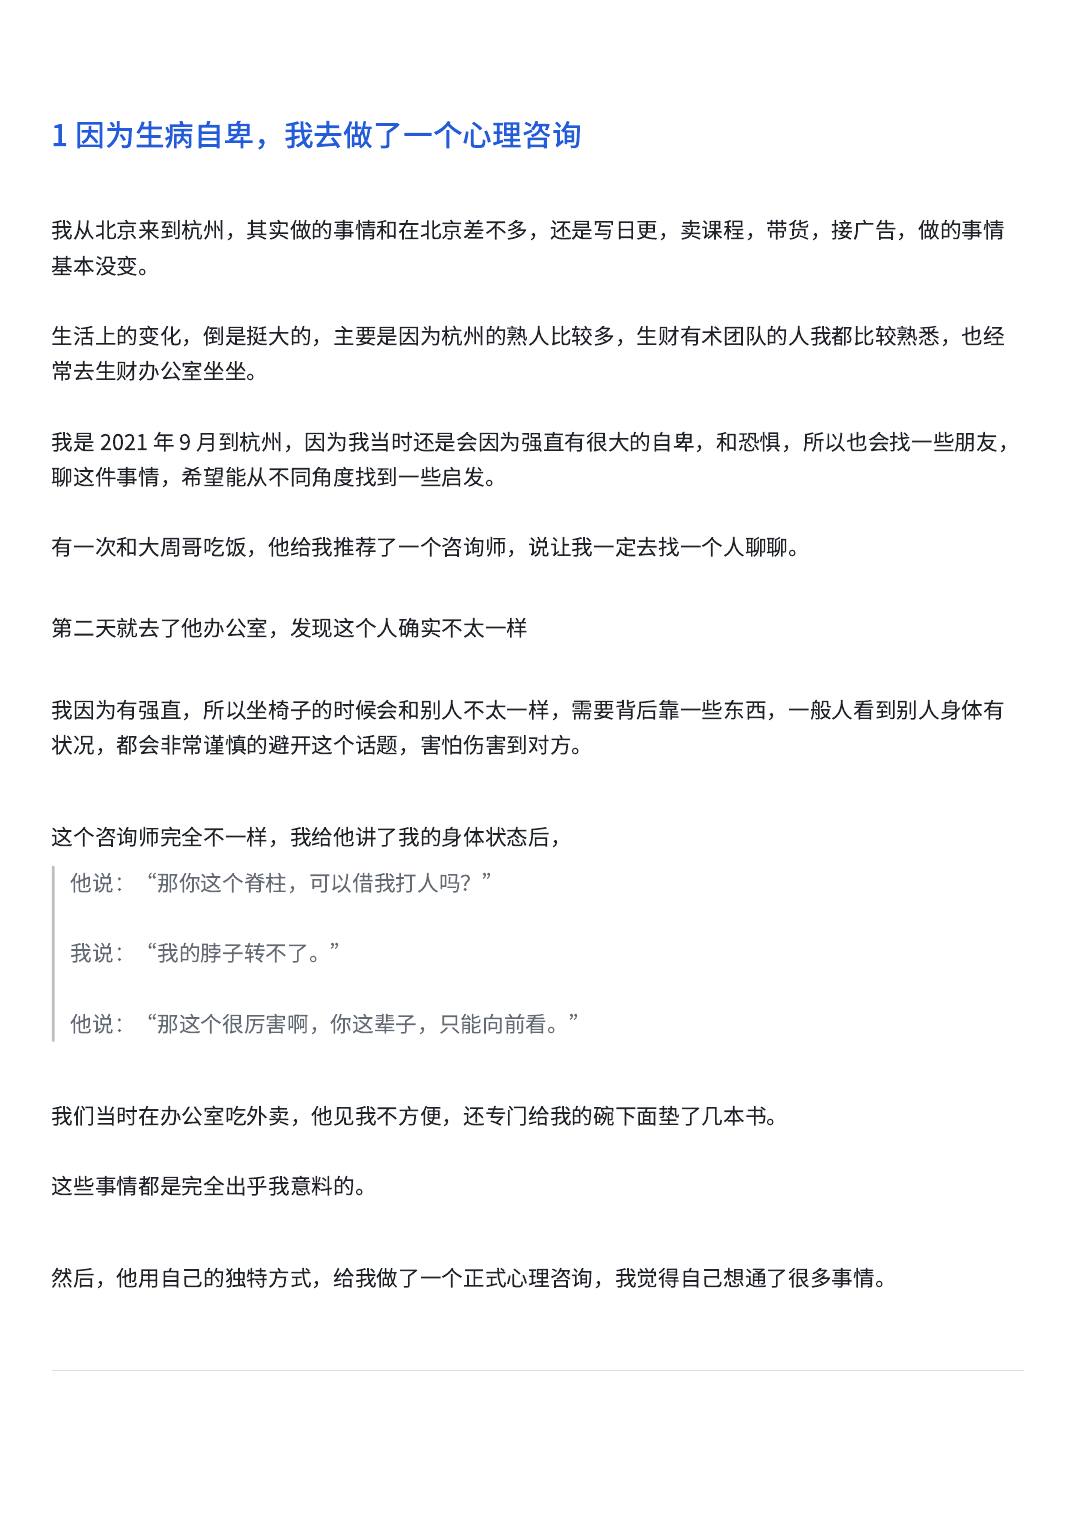 1 因为生病自卑，我去做了一个心理咨询
我从北京来到杭州，其实做的事情和在北京差不多，还是写日更，卖课程，带货，接广告，做的事情
基本没变。
生活上的变化，倒是挺大的，主要是因为杭州的熟人比较多，生财有术团队的人我都比较熟悉，也经
常去生财办公室坐坐。
我是 2021 年 9 月到杭州，因为我当时还是会因为强直有很大的自卑，和恐惧，所以也会找一些朋友，
聊这件事情，希望能从不同角度找到一些启发。
有一次和大周哥吃饭，他给我推荐了一个咨询师，说让我一定去找一个人聊聊。
第二天就去了他办公室，发现这个人确实不太一样
我因为有强直，所以坐椅子的时候会和别人不太一样，需要背后靠一些东西，一般人看到别人身体有
状况，都会非常谨慎的避开这个话题，害怕伤害到对方。
这个咨询师完全不一样，我给他讲了我的身体状态后，
他说：“那你这个脊柱，可以借我打人吗？”
我说：“我的脖子转不了。”
他说：“那这个很厉害啊，你这辈子，只能向前看。”
我们当时在办公室吃外卖，他见我不方便，还专门给我的碗下面垫了几本书。
这些事情都是完全出乎我意料的。
然后，他用自己的独特方式，给我做了一个正式心理咨询，我觉得自己想通了很多事情。